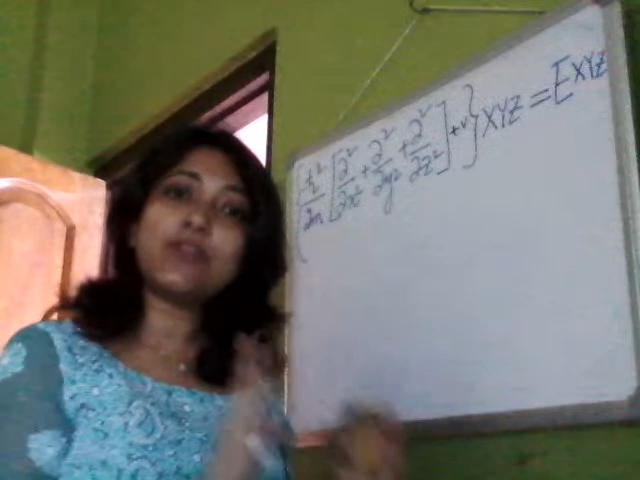 {ħ²/2m [∂²/∂x² + ∂²/∂y² + ∂²/∂z²] + V} XYZ = E XYZ